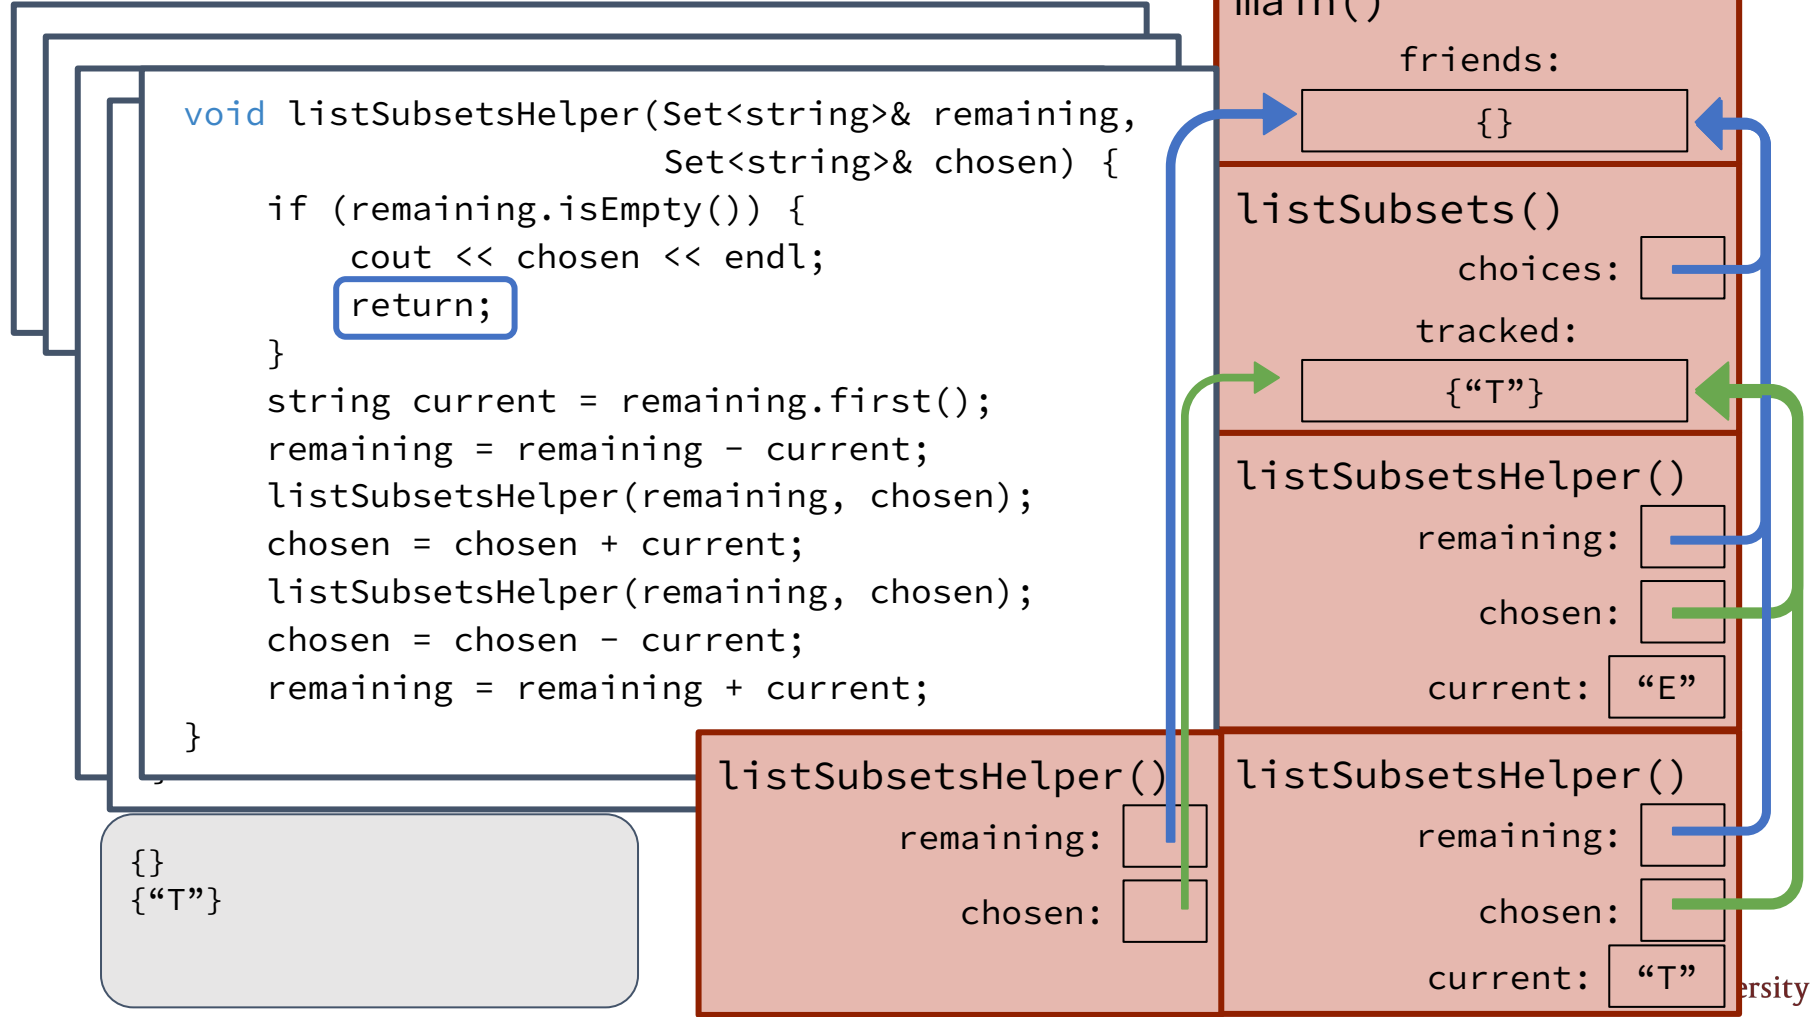 void listSubsetsHelper(Set<string>& remaining,
                       Set<string>& chosen) {
    if (remaining.isEmpty()) {
        cout << chosen << endl;
        return;
    }
    string current = remaining.first();
    remaining = remaining - current;
    listSubsetsHelper(remaining, chosen);
    chosen = chosen + current;
    listSubsetsHelper(remaining, chosen);
    chosen = chosen - current;
    remaining = remaining + current;
}
{}
{“T”}
main()
friends:
{}
listSubsets()
choices:
tracked:
{“T”}
listSubsetsHelper()
remaining:
chosen:
current: “E”
listSubsetsHelper()
remaining:
chosen:
listSubsetsHelper()
remaining:
chosen:
current: “T”
ersity